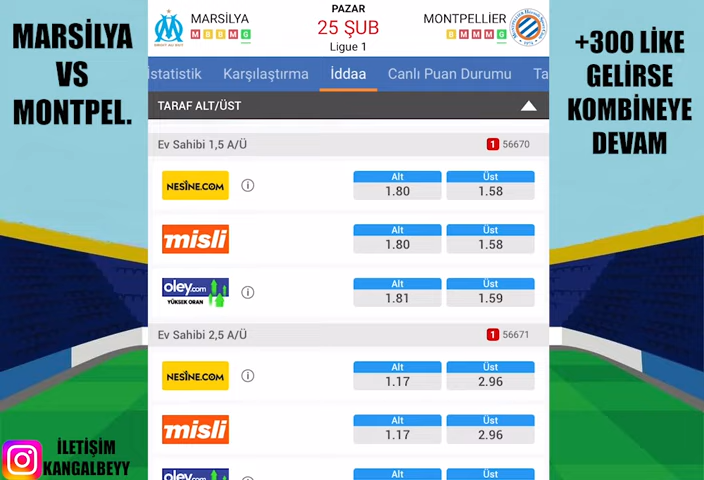 MARSİLYA
VS
MONTPEL.
PAZAR
MARSİLYA
25 ŞUB
MONTPELLIER
M B B M G
Ligue 1
B M M M G
+300 LİKE
GELİRSE
KOMBİNEYE
DEVAM
İstatistik Karşılaştırma İddaa Canlı Puan Durumu Ta
TARAF ALT/ÜST
Ev Sahibi 1,5 A/Ü 1 56670
NESİNE.COM i Alt 1.80 Üst 1.58
misli Alt 1.80 Üst 1.58
oley.com YÜKSEK ORAN i Alt 1.81 Üst 1.59
Ev Sahibi 2,5 A/Ü 1 56671
NESİNE.COM i Alt 1.17 Üst 2.96
misli Alt 1.17 Üst 2.96
oley.com Alt Üst
İLETİŞİM
KANGALBEYY